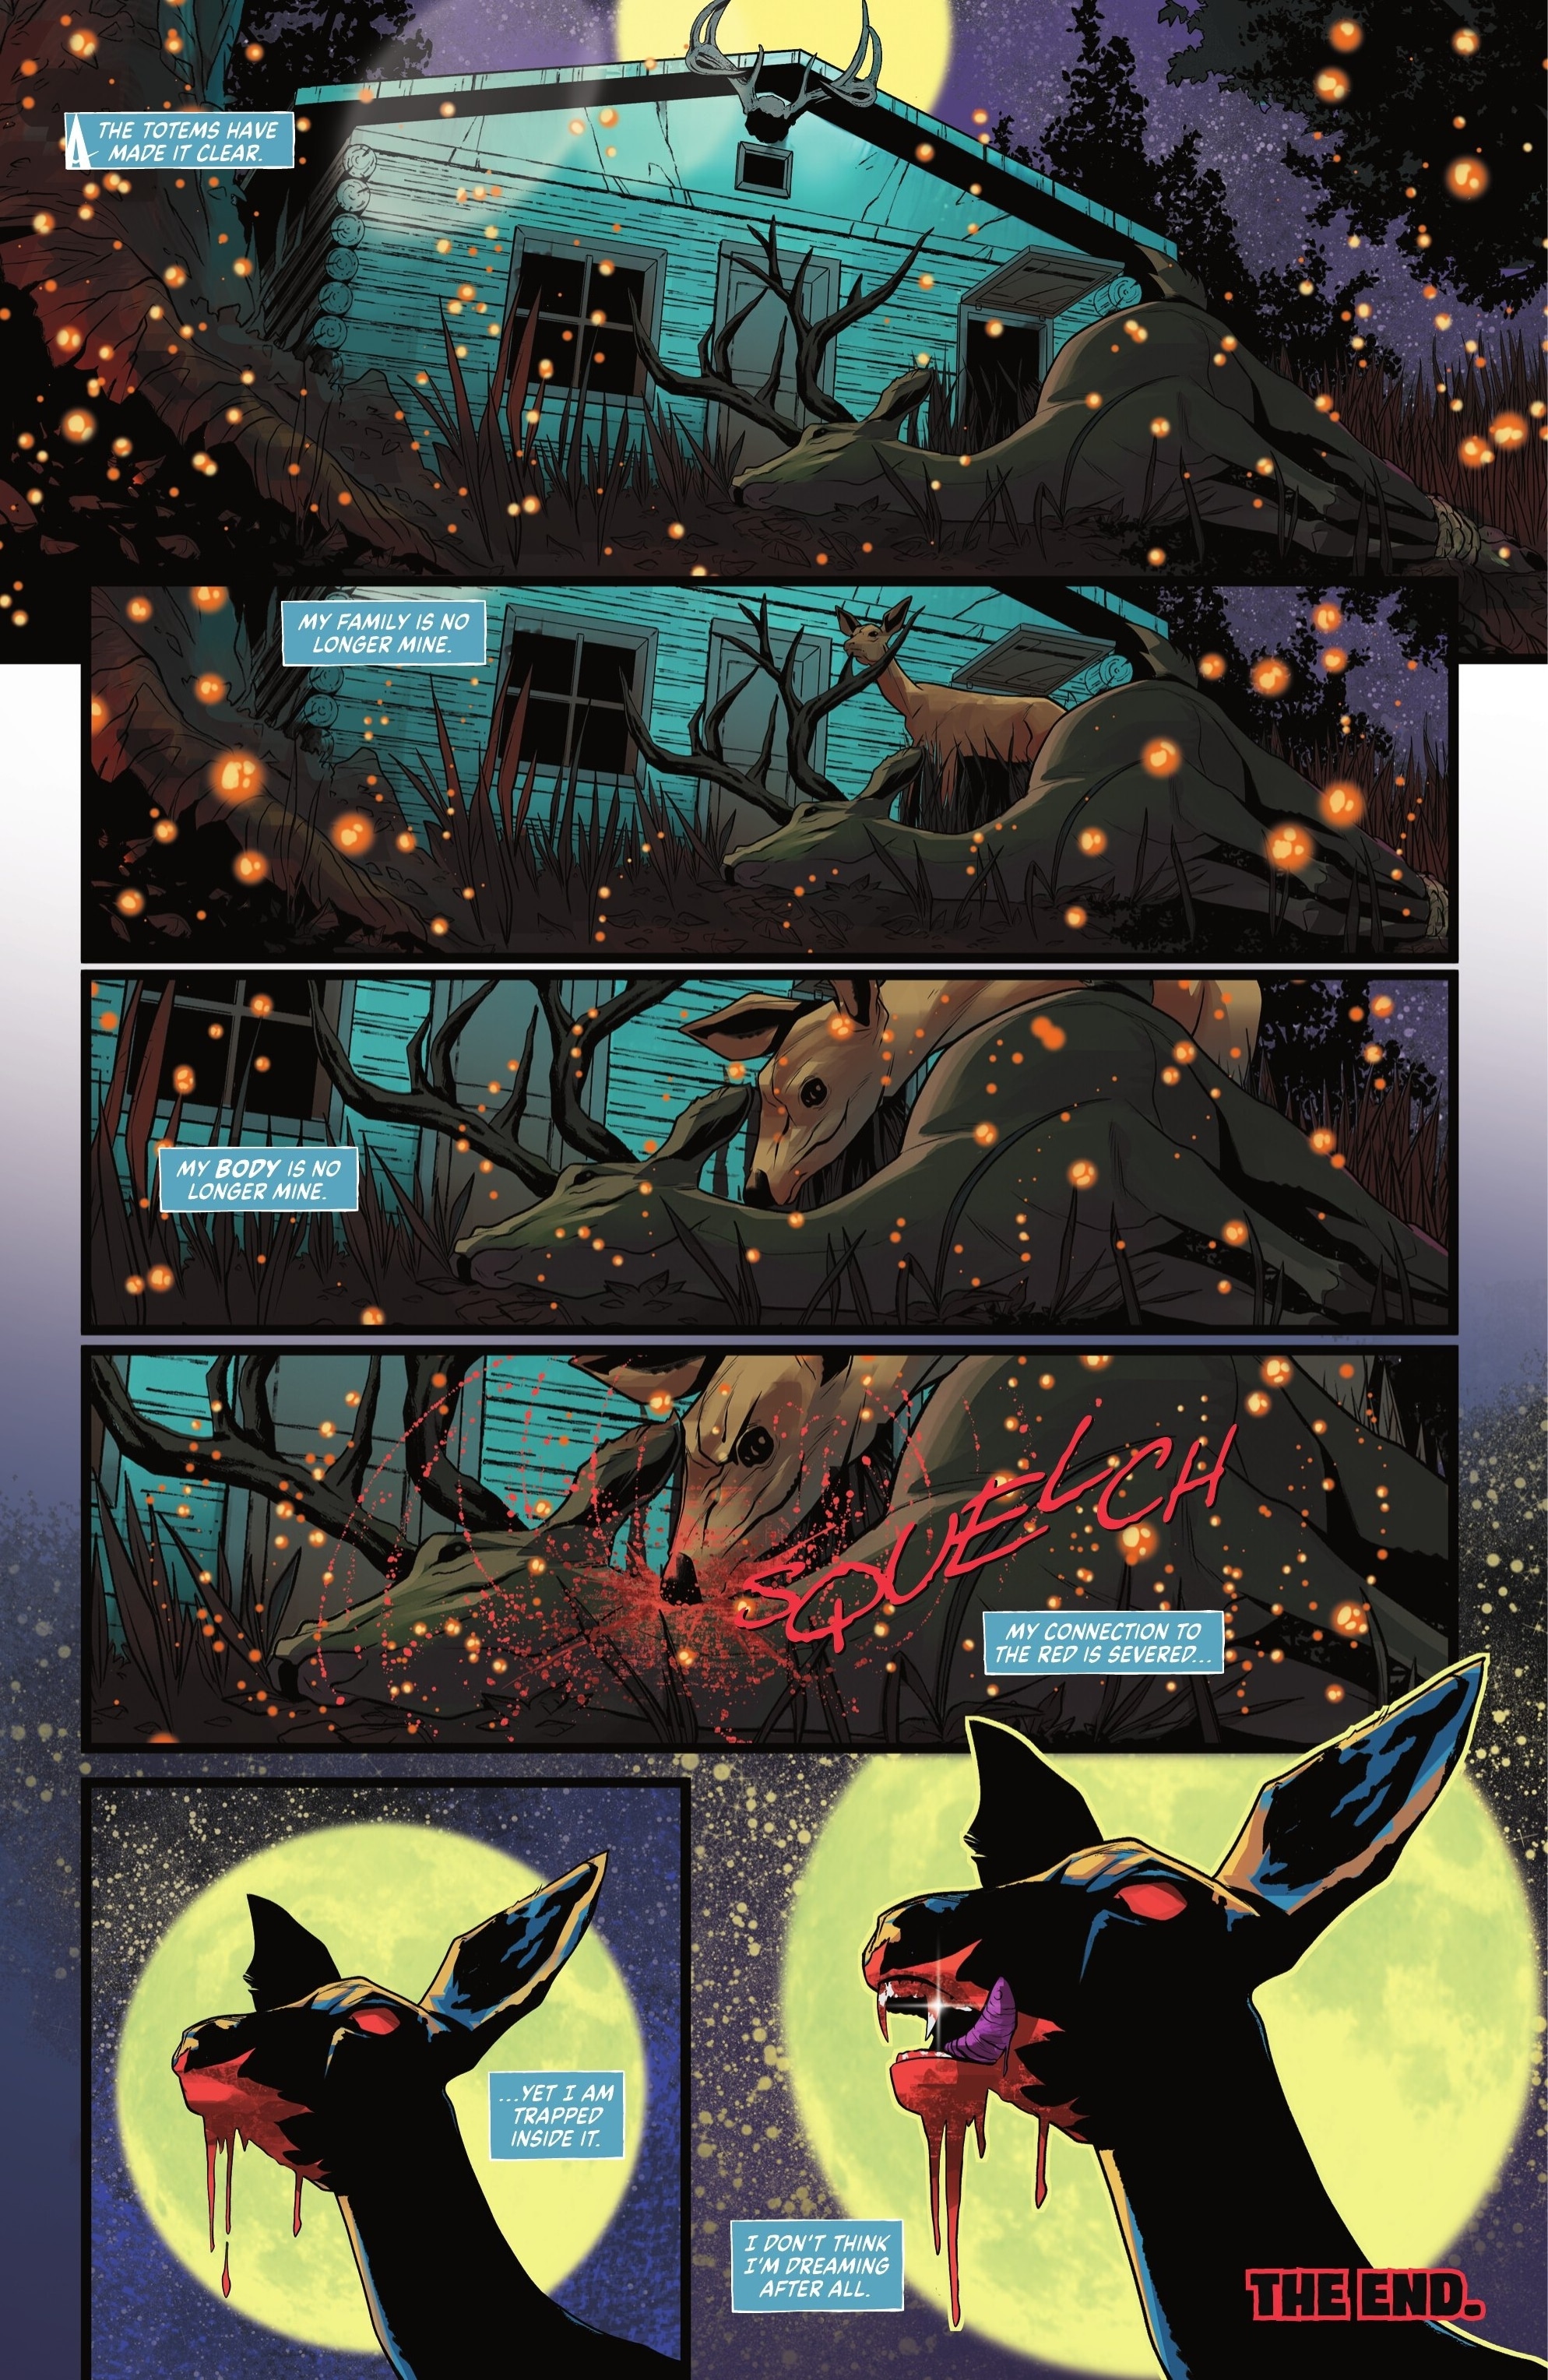 THE TOTEMS HAVE
MADE IT CLEAR.
MY FAMILY IS NO
LONGER MINE.
MY BODY IS NO
LONGER MINE.
SQUELCH
MY CONNECTION TO
THE RED IS SEVERED...
...YET I AM
TRAPPED
INSIDE IT.
I DON'T THINK
I'M DREAMING
AFTER ALL.
THE END.